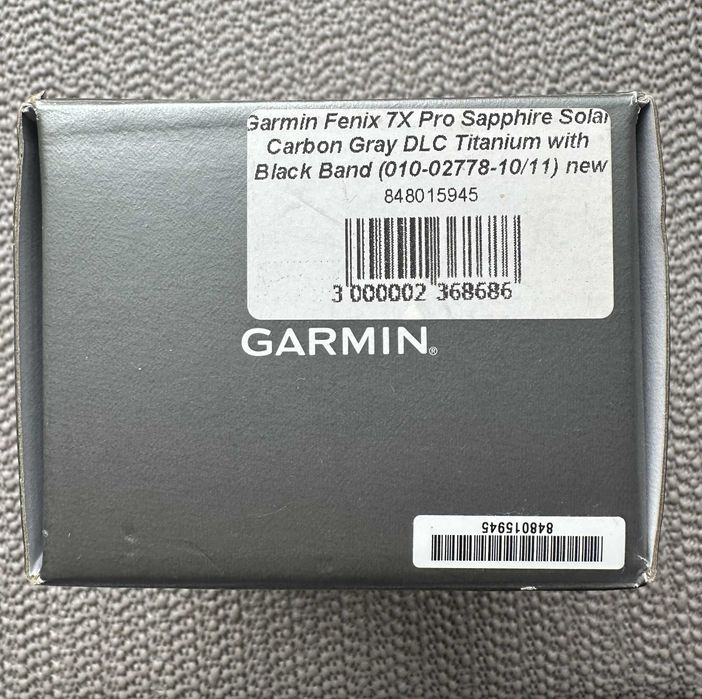 Garmin Fenix 7X Pro Sapphire Solar
Carbon Gray DLC Titanium with
Black Band (010-02778-10/11) new
848015945
3 000002 368686
GARMIN®
848015945